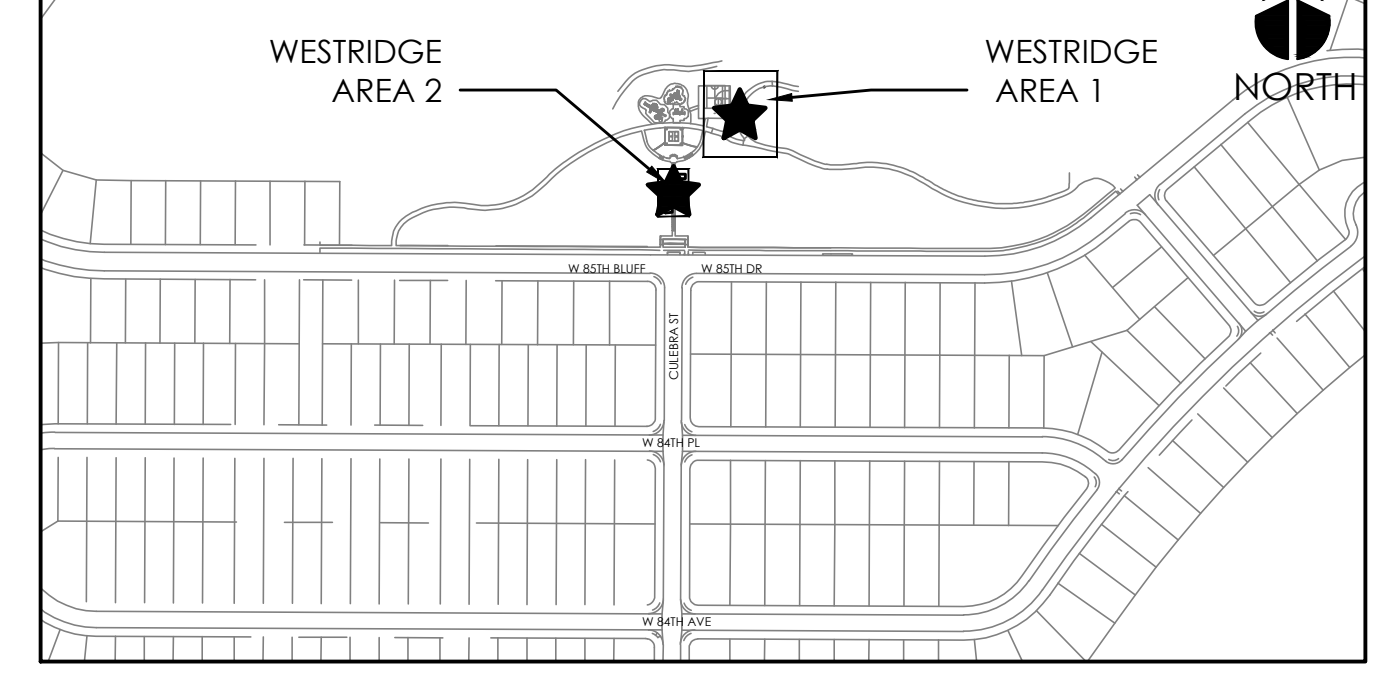 WESTRIDGE
AREA 2
WESTRIDGE
AREA 1
NORTH
W 85TH BLUFF
W 85TH DR
CULEBRA ST
W 84TH PL
W 84TH AVE